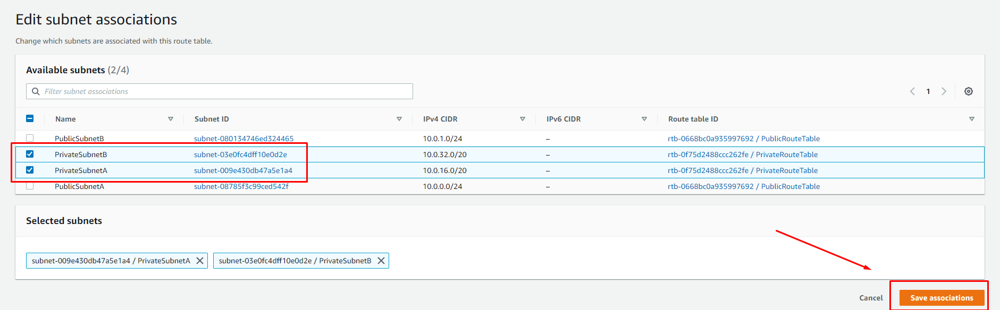 Edit subnet associations
Change which subnets are associated with this route table.
Available subnets (2/4)
Filter subnet associations
1
Name Subnet ID IPv4 CIDR IPv6 CIDR Route table ID
PublicSubnetB subnet-080134746ed324465 10.0.1.0/24 – rtb-0668bc0a935997692 / PublicRouteTable
PrivateSubnetB subnet-03e0fc4dff10e0d2e 10.0.32.0/20 – rtb-0f75d2488ccc262fe / PrivateRouteTable
PrivateSubnetA subnet-009e430db47a5e1a4 10.0.16.0/20 – rtb-0f75d2488ccc262fe / PrivateRouteTable
PublicSubnetA subnet-08785f3c99ced542f 10.0.0.0/24 – rtb-0668bc0a935997692 / PublicRouteTable
Selected subnets
subnet-009e430db47a5e1a4 / PrivateSubnetA subnet-03e0fc4dff10e0d2e / PrivateSubnetB
Cancel Save associations